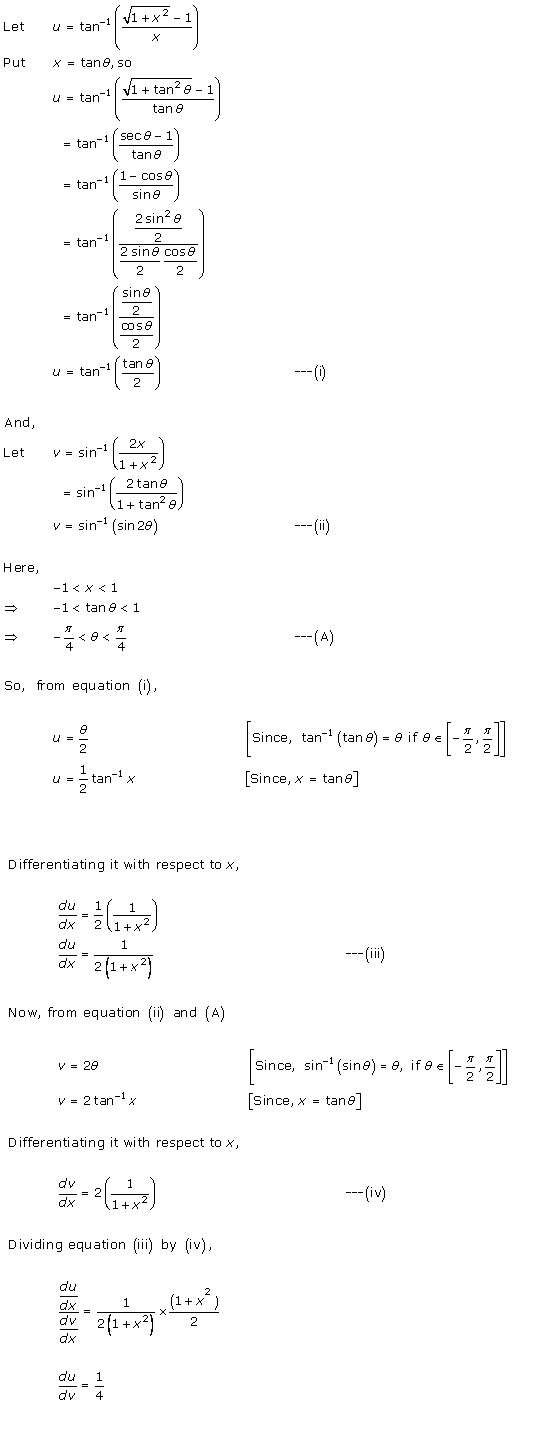 Let u = tan⁻¹((√(1+x²) − 1)/x)
Put x = tanθ, so
u = tan⁻¹((√(1+tan²θ) − 1)/tanθ)
= tan⁻¹((secθ − 1)/tanθ)
= tan⁻¹((1 − cosθ)/sinθ)
= tan⁻¹((2sin²θ/2)/((2sinθ/2)(cosθ/2)))
= tan⁻¹((sinθ/2)/(cosθ/2))
u = tan⁻¹(tanθ/2) ---(i)
And,
Let v = sin⁻¹(2x/(1+x²))
= sin⁻¹(2tanθ/(1+tan²θ))
v = sin⁻¹(sin2θ) ---(ii)
Here,
−1 < x < 1
⇒ −1 < tanθ < 1
⇒ −π/4 < θ < π/4 ---(A)
So, from equation (i),
u = θ/2 [Since, tan⁻¹(tanθ) = θ if θ ∈ [−π/2, π/2]]
u = 1/2 tan⁻¹x [Since, x = tanθ]
Differentiating it with respect to x,
du/dx = 1/2(1/(1+x²))
du/dx = 1/(2(1+x²)) ---(iii)
Now, from equation (ii) and (A)
v = 2θ [Since, sin⁻¹(sinθ) = θ, if θ ∈ [−π/2, π/2]]
v = 2tan⁻¹x [Since, x = tanθ]
Differentiating it with respect to x,
dv/dx = 2(1/(1+x²)) ---(iv)
Dividing equation (iii) by (iv),
(du/dx)/(dv/dx) = 1/(2(1+x²)) × (1+x²)/2
du/dv = 1/4